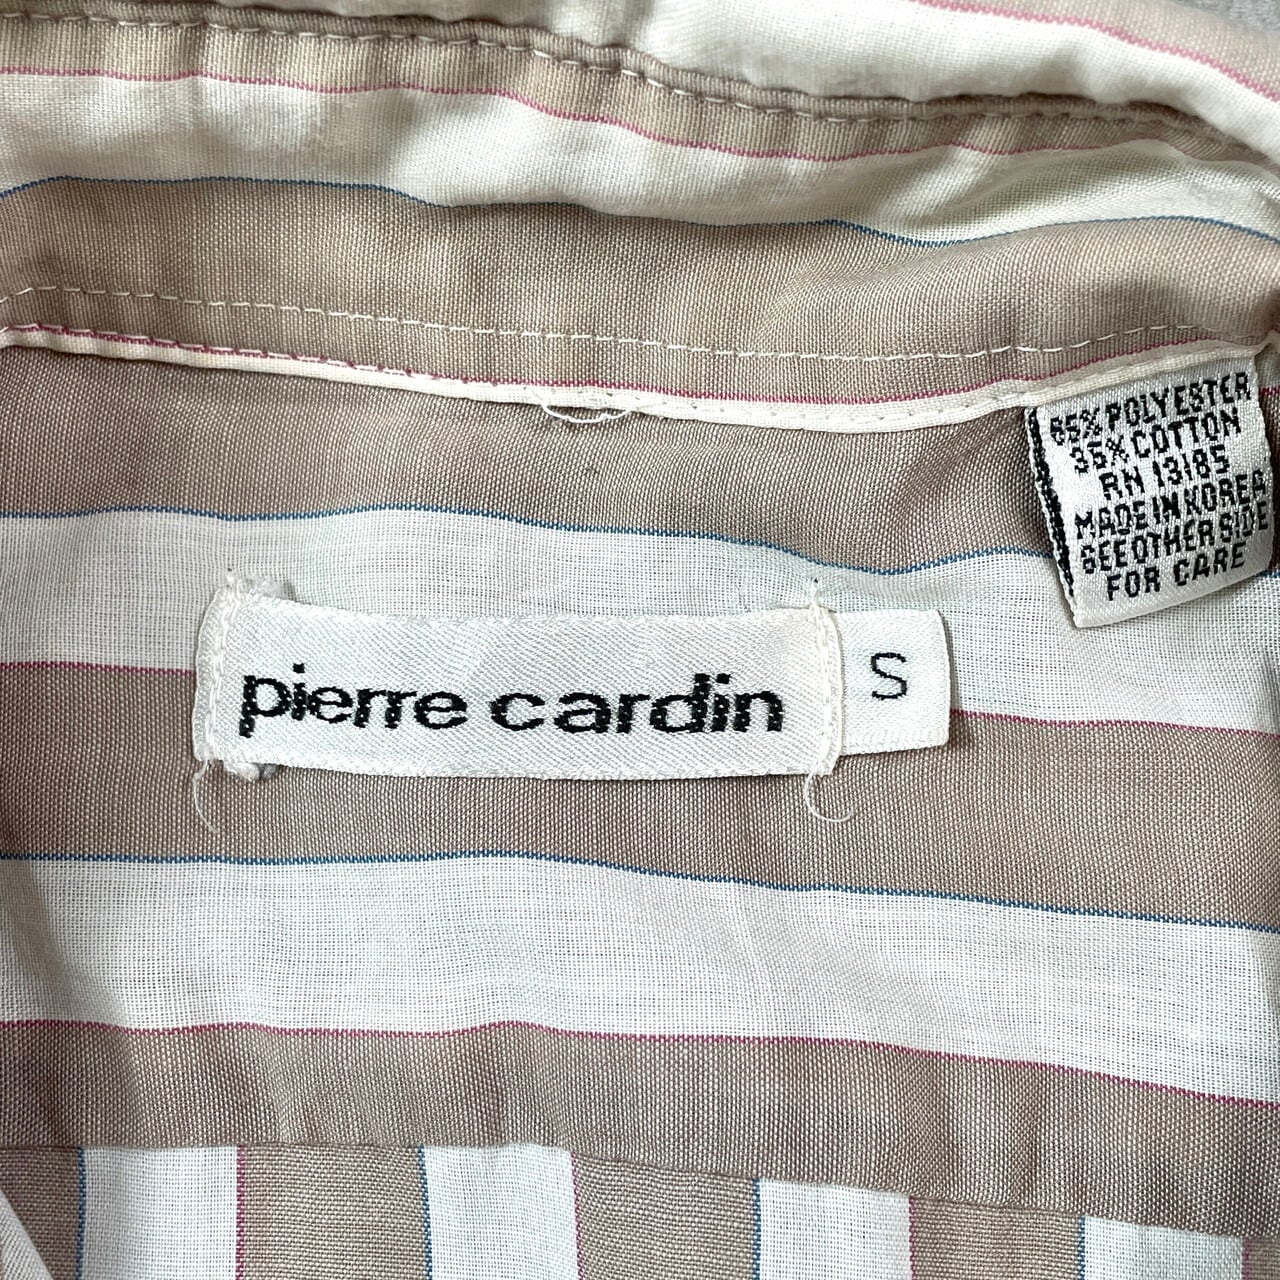 65% POLYESTER
35% COTTON
RN 13185
MADE IN KOREA
SEE OTHER SIDE
FOR CARE
pierre cardin
S